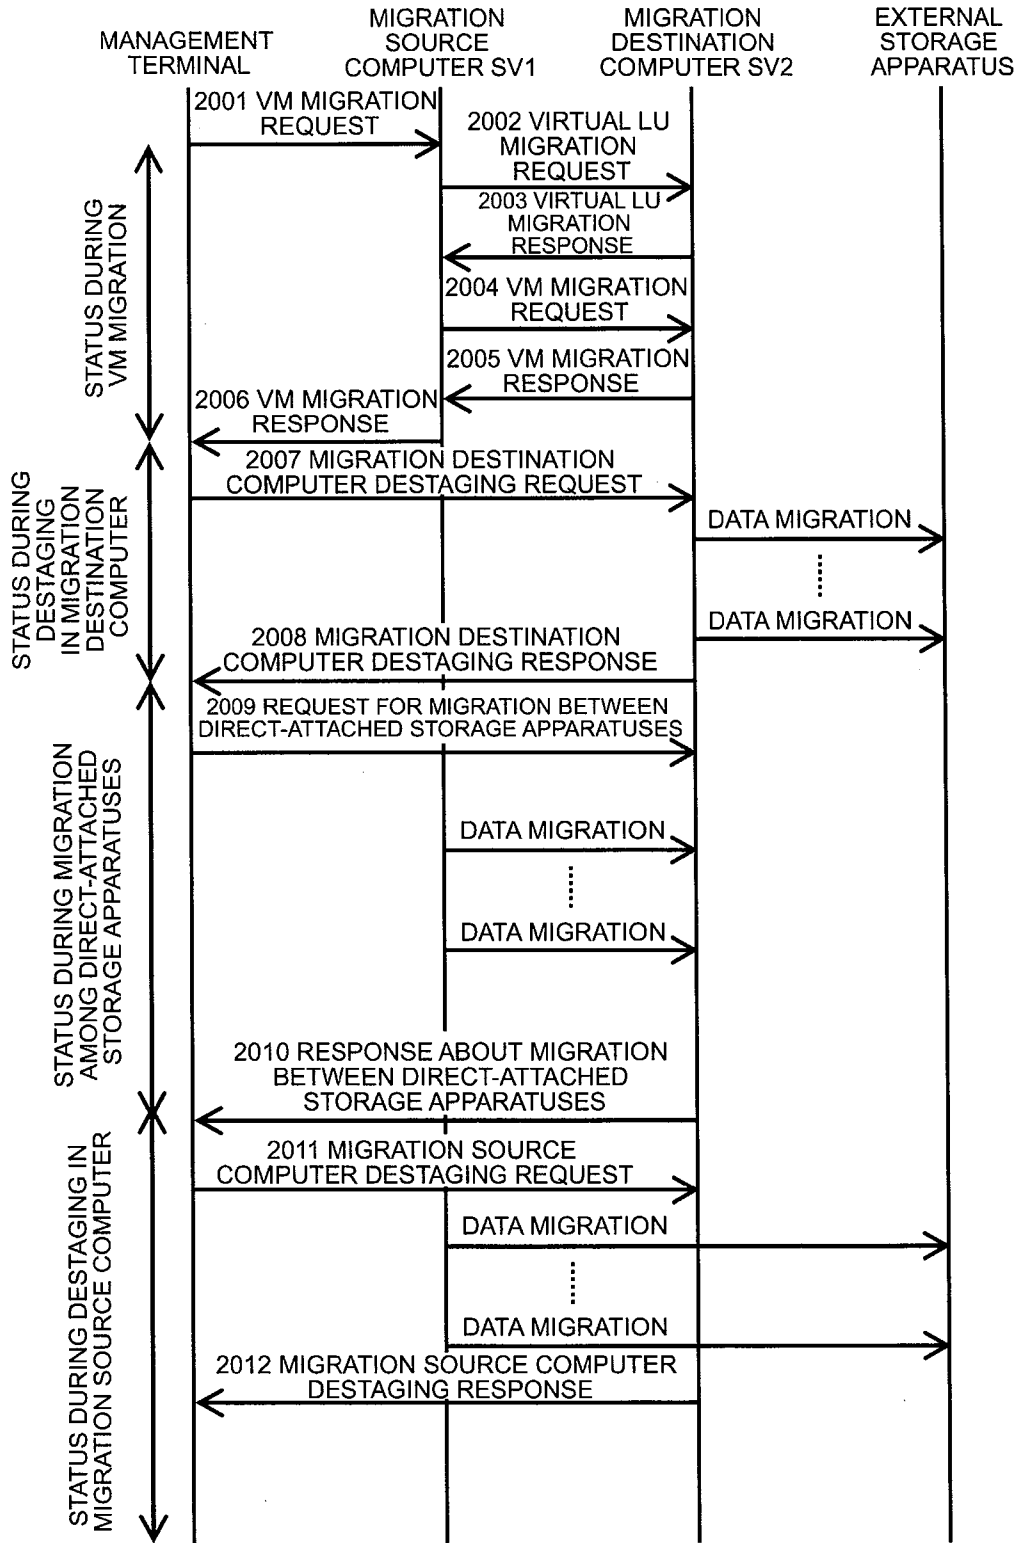 MANAGEMENT
TERMINAL
MIGRATION
SOURCE
COMPUTER SV1
MIGRATION
DESTINATION
COMPUTER SV2
EXTERNAL
STORAGE
APPARATUS
2001 VM MIGRATION
REQUEST
2002 VIRTUAL LU
MIGRATION
REQUEST
2003 VIRTUAL LU
MIGRATION
RESPONSE
2004 VM MIGRATION
REQUEST
2005 VM MIGRATION
RESPONSE
2006 VM MIGRATION
RESPONSE
STATUS DURING
VM MIGRATION
2007 MIGRATION DESTINATION
COMPUTER DESTAGING REQUEST
DATA MIGRATION
DATA MIGRATION
2008 MIGRATION DESTINATION
COMPUTER DESTAGING RESPONSE
STATUS DURING
DESTAGING
IN MIGRATION
DESTINATION
COMPUTER
2009 REQUEST FOR MIGRATION BETWEEN
DIRECT-ATTACHED STORAGE APPARATUSES
DATA MIGRATION
DATA MIGRATION
2010 RESPONSE ABOUT MIGRATION
BETWEEN DIRECT-ATTACHED
STORAGE APPARATUSES
STATUS DURING MIGRATION
AMONG DIRECT-ATTACHED
STORAGE APPARATUSES
2011 MIGRATION SOURCE
COMPUTER DESTAGING REQUEST
DATA MIGRATION
DATA MIGRATION
2012 MIGRATION SOURCE COMPUTER
DESTAGING RESPONSE
STATUS DURING DESTAGING IN
MIGRATION SOURCE COMPUTER